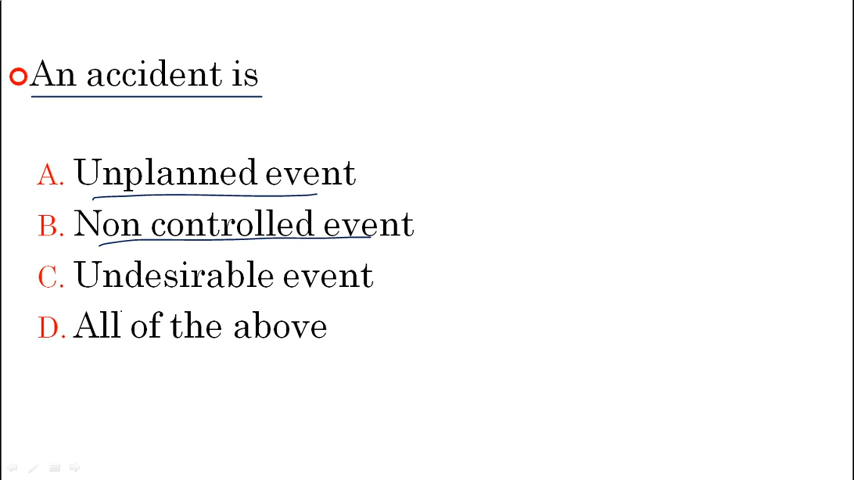 An accident is
A. Unplanned event
B. Non controlled event
C. Undesirable event
D. All of the above